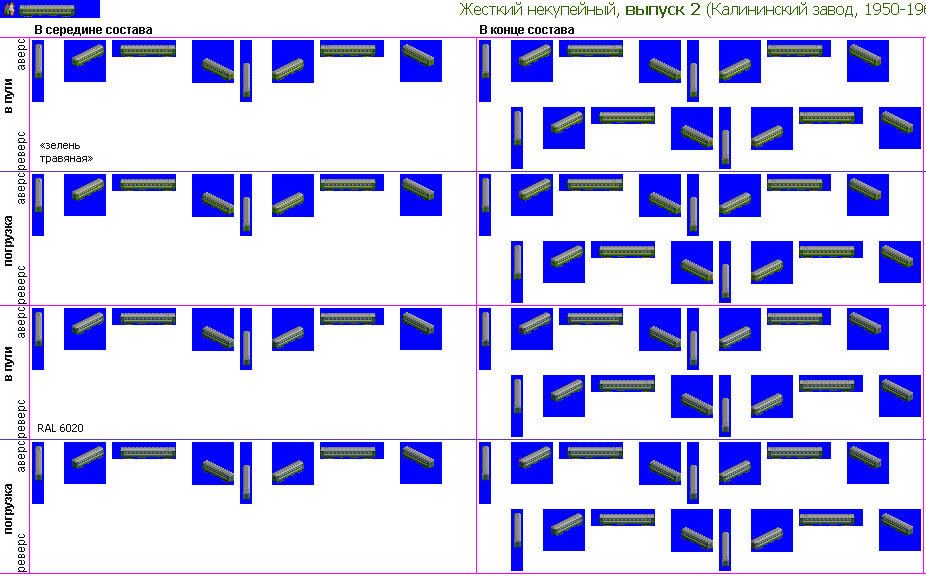 Жесткий некупейный, выпуск 2 (Калининский завод, 1950-196
В середине состава
В конце состава
в пути
аверс
реверс
«зелень
травяная»
погрузка
аверс
реверс
в пути
аверс
реверс
RAL 6020
погрузка
аверс
реверс